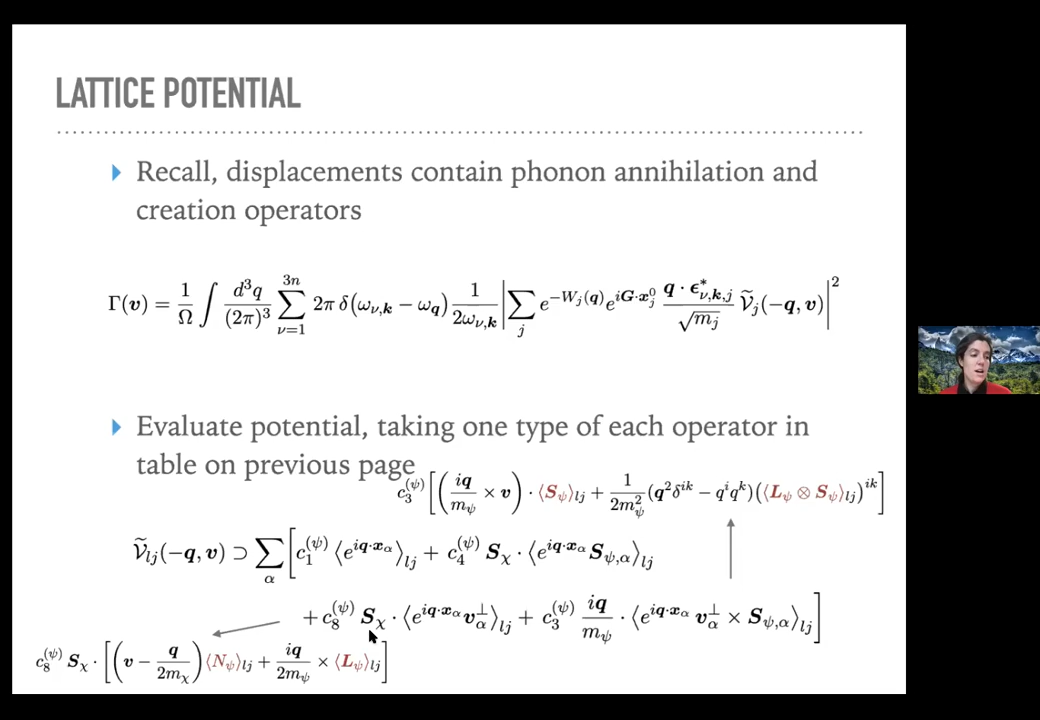 LATTICE POTENTIAL
Recall, displacements contain phonon annihilation and
creation operators
Γ(𝒗) = 1/Ω ∫ d³q/(2π)³ ∑_{ν=1}^{3n} 2π δ(ω_{ν,𝒌} − ω_𝒒) 1/(2ω_{ν,𝒌}) |∑_j e^{−W_j(𝒒)} e^{i𝑮·𝒙_j^0} (𝒒 · 𝝐*_{ν,𝒌,j})/√m_j 𝒱̃_j(−𝒒, 𝒗)|²
Evaluate potential, taking one type of each operator in
table on previous page
c_3^{(ψ)} [(i𝒒/m_ψ × 𝒗) · ⟨𝑺_ψ⟩_{lj} + 1/(2m_ψ²) (𝒒²δ^{ik} − q^i q^k)(⟨𝑳_ψ ⊗ 𝑺_ψ⟩_{lj})^{ik}]
𝒱̃_{lj}(−𝒒, 𝒗) ⊃ ∑_α [c_1^{(ψ)} ⟨e^{i𝒒·𝒙_α}⟩_{lj} + c_4^{(ψ)} 𝑺_χ · ⟨e^{i𝒒·𝒙_α} 𝑺_{ψ,α}⟩_{lj}
+ c_8^{(ψ)} 𝑺_χ · ⟨e^{i𝒒·𝒙_α} 𝒗_α^⊥⟩_{lj} + c_3^{(ψ)} i𝒒/m_ψ · ⟨e^{i𝒒·𝒙_α} 𝒗_α^⊥ × 𝑺_{ψ,α}⟩_{lj}]
c_8^{(ψ)} 𝑺_χ · [(𝒗 − 𝒒/(2m_χ)) ⟨N_ψ⟩_{lj} + i𝒒/(2m_ψ) × ⟨𝑳_ψ⟩_{lj}]